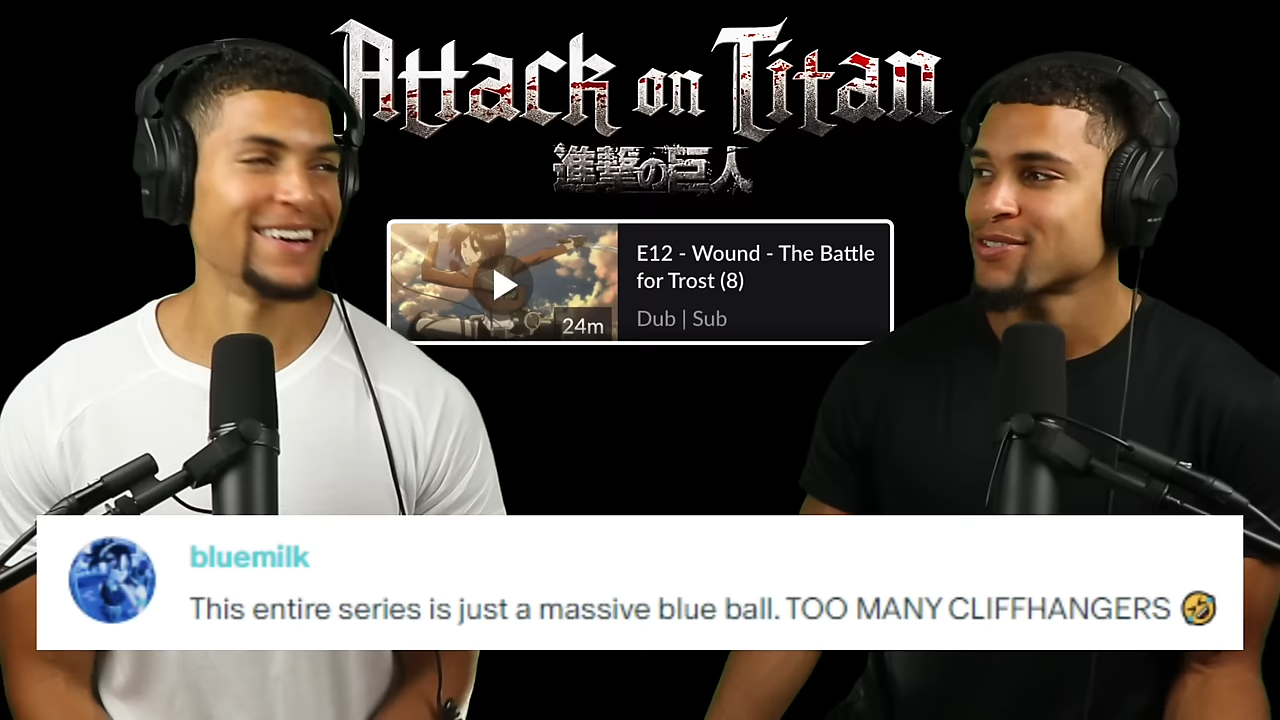 Attack on Titan
進撃の巨人
E12 - Wound - The Battle
for Trost (8)
24m
Dub | Sub
bluemilk
This entire series is just a massive blue ball. TOO MANY CLIFFHANGERS 🤣